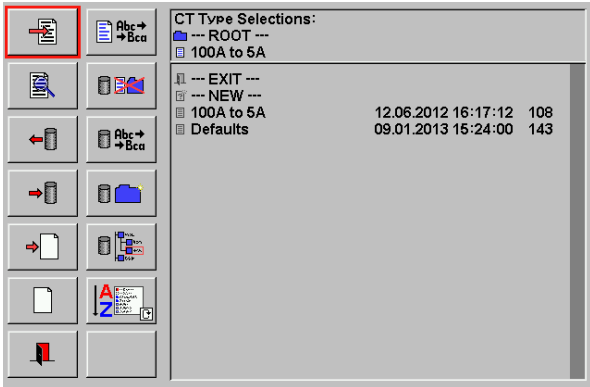 Abc
Bca
CT Type Selections:
--- ROOT ---
100A to 5A
--- EXIT ---
--- NEW ---
100A to 5A 12.06.2012 16:17:12 108
Defaults 09.01.2013 15:24:00 143
Abc
Bca
A
Z